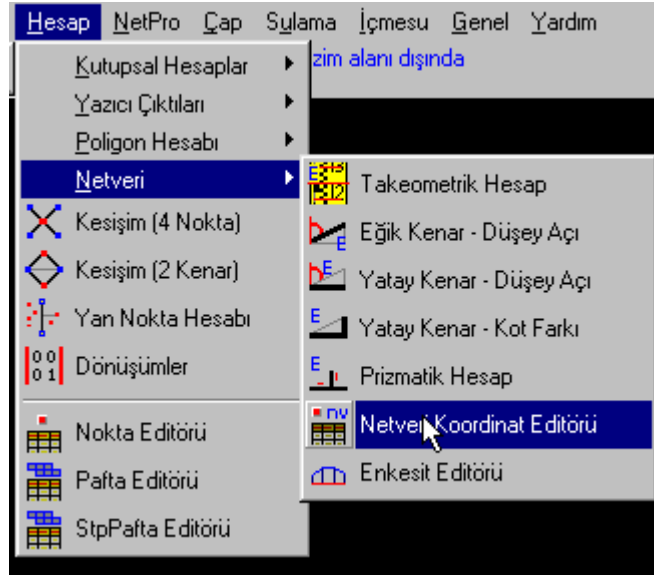 Hesap NetPro Çap Sulama İçmesu Genel Yardım
zim alanı dışında
Kutupsal Hesaplar
Yazıcı Çıktıları
Poligon Hesabı
Netveri
Kesişim (4 Nokta)
Kesişim (2 Kenar)
Yan Nokta Hesabı
Dönüşümler
Nokta Editörü
Pafta Editörü
StpPafta Editörü
Takeometrik Hesap
Eğik Kenar - Düşey Açı
Yatay Kenar - Düşey Açı
Yatay Kenar - Kot Farkı
Prizmatik Hesap
Netveri Koordinat Editörü
Enkesit Editörü